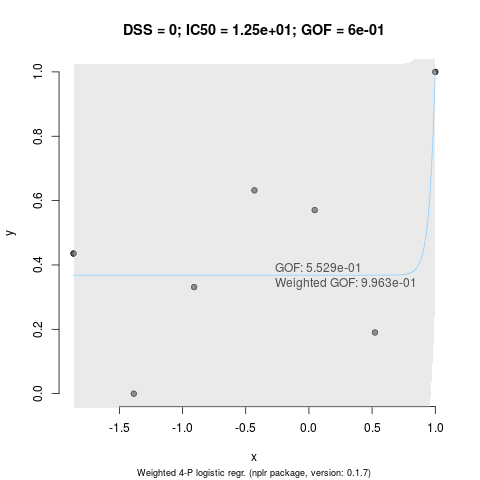 DSS = 0; IC50 = 1.25e+01; GOF = 6e-01
1.0
0.8
0.6
0.4
0.2
0.0
y
GOF: 5.529e-01
Weighted GOF: 9.963e-01
-1.5 -1.0 -0.5 0.0 0.5 1.0
x
Weighted 4-P logistic regr. (nplr package, version: 0.1.7)